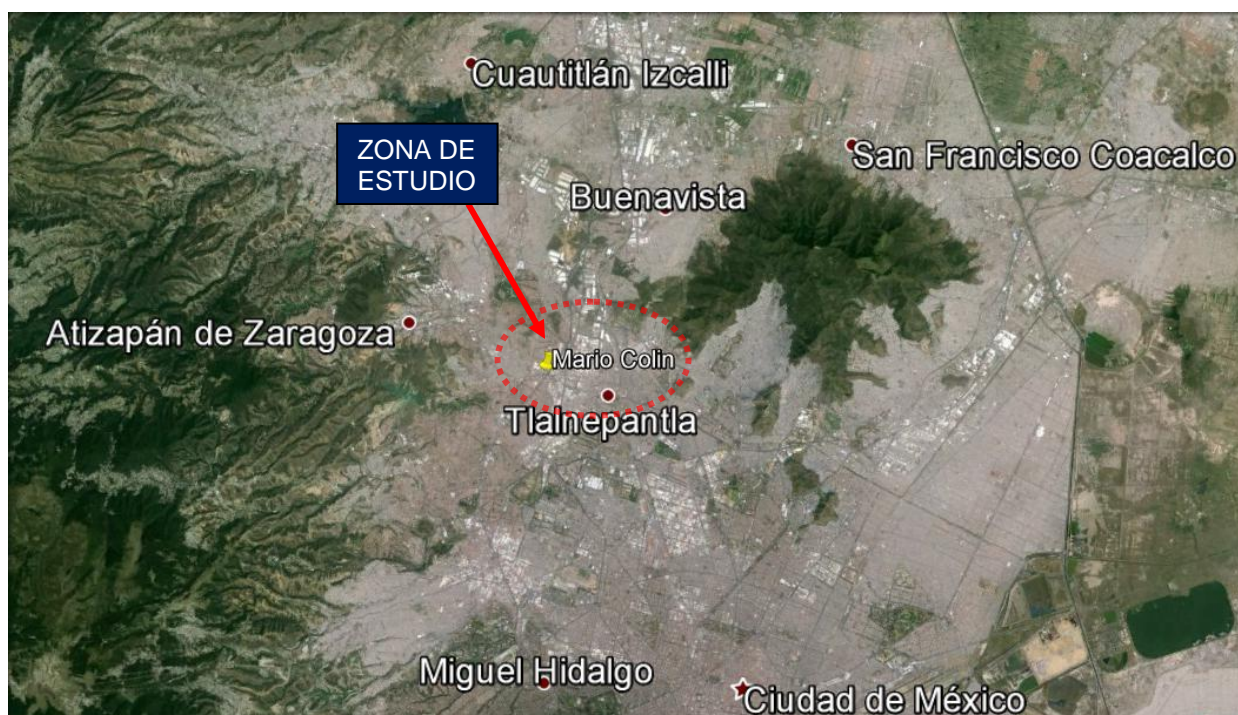 Cuautitlán Izcalli
ZONA DE
ESTUDIO
San Francisco Coacalco
Buenavista
Atizapán de Zaragoza
Mario Colin
Tlalnepantla
Miguel Hidalgo
Ciudad de México